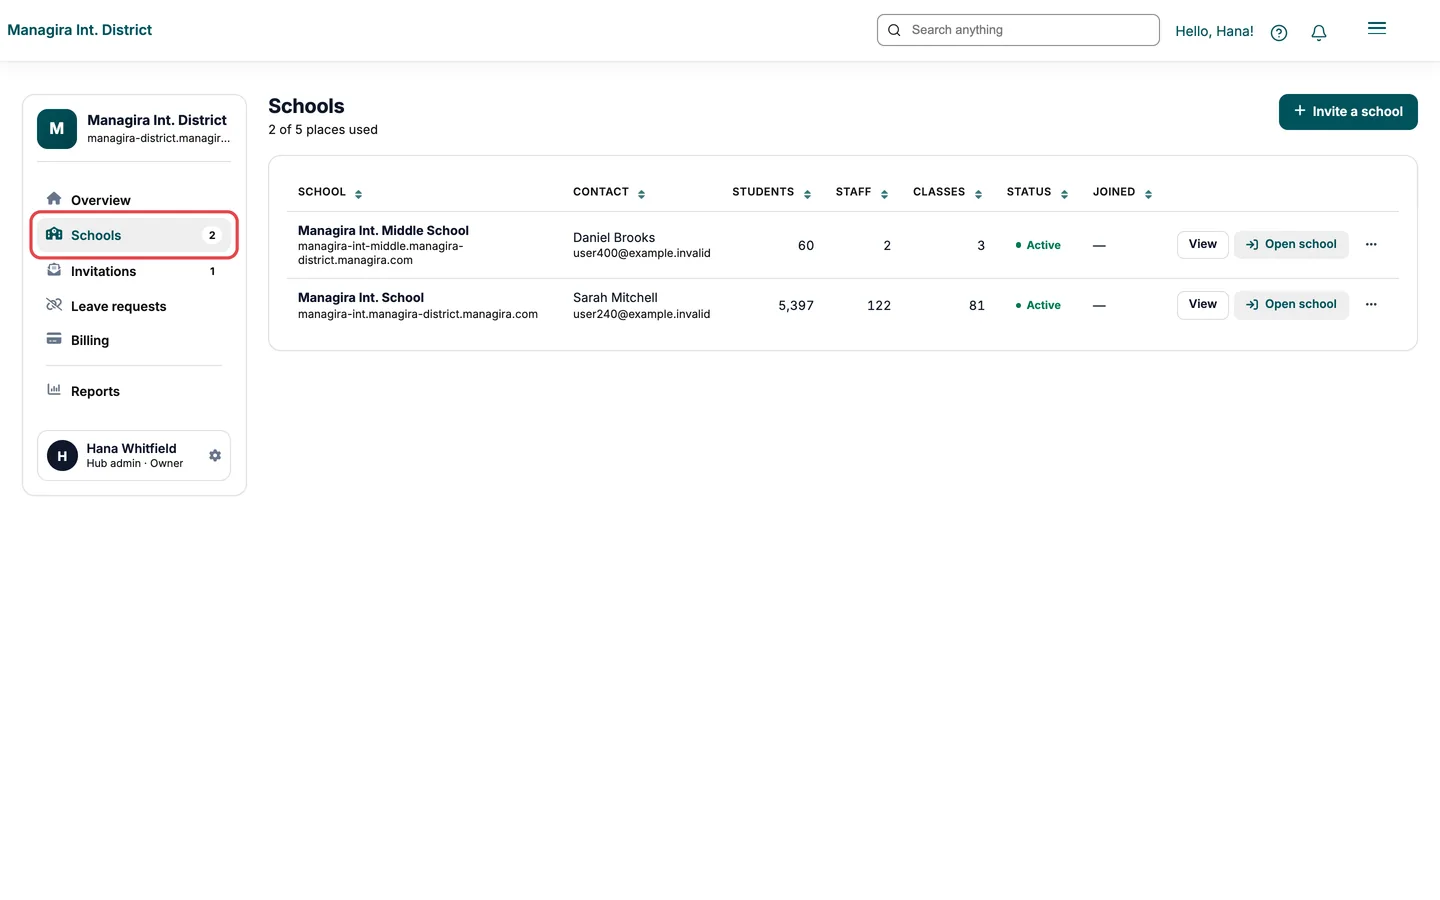 Managira Int. District
Search anything
Hello, Hana!
M
Managira Int. District
managira-district.managir...
Overview
Schools 2
Invitations 1
Leave requests
Billing
Reports
H
Hana Whitfield
Hub admin · Owner
Schools
2 of 5 places used
+ Invite a school
SCHOOL CONTACT STUDENTS STAFF CLASSES STATUS JOINED
Managira Int. Middle School
managira-int-middle.managira-
district.managira.com
Daniel Brooks
user400@example.invalid
60 2 3 Active — View Open school ...
Managira Int. School
managira-int.managira-district.managira.com
Sarah Mitchell
user240@example.invalid
5,397 122 81 Active — View Open school ...